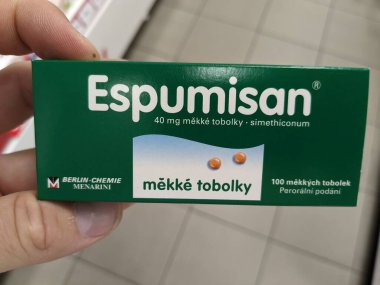 Espumisan®
40 mg měkké tobolky · simethiconum
měkké tobolky
BERLIN-CHEMIE
MENARINI
100 měkkých tobolek
Perorální podání